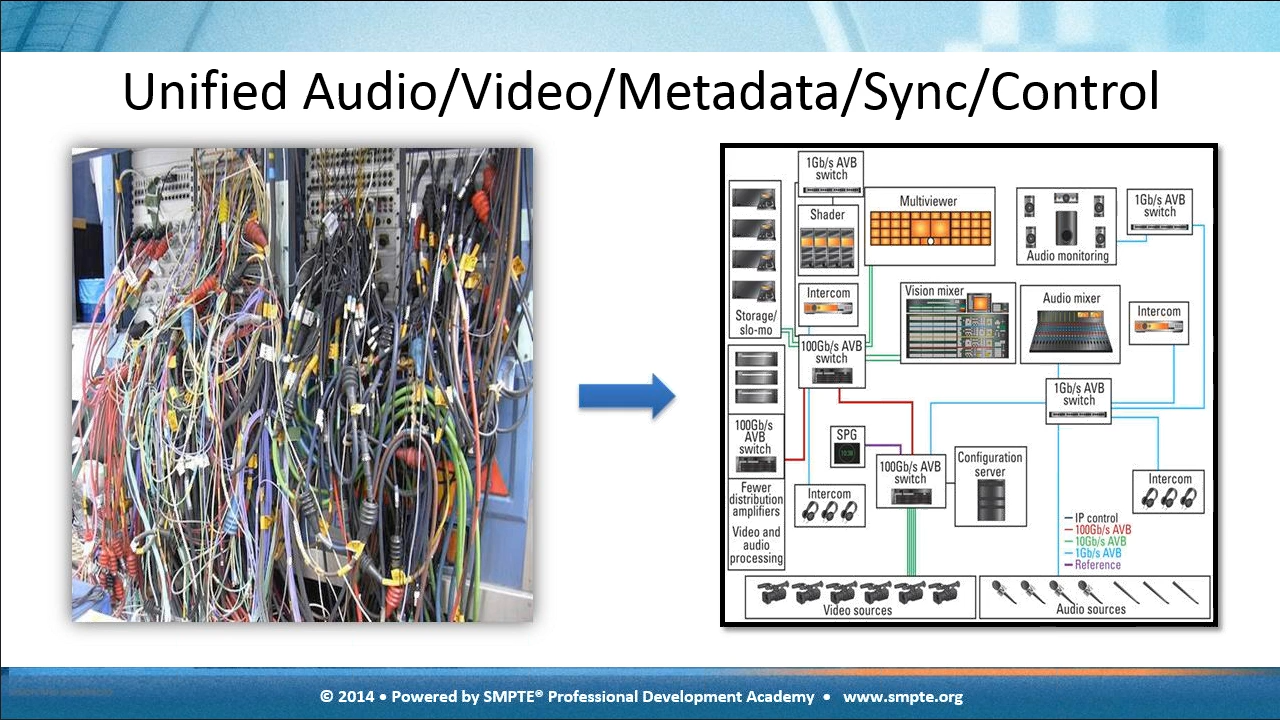 Unified Audio/Video/Metadata/Sync/Control
1Gb/s AVB
switch
Shader
Multiviewer
Audio monitoring
1Gb/s AVB
switch
Storage/
slo-mo
Intercom
Vision mixer
Audio mixer
Intercom
100Gb/s AVB
switch
1Gb/s AVB
switch
100Gb/s
AVB
switch
SPG
100Gb/s AVB
switch
Configuration
server
Fewer
distribution
amplifiers
Video and
audio
processing
Intercom
Intercom
IP control
100Gb/s AVB
10Gb/s AVB
1Gb/s AVB
Reference
Video sources
Audio sources
© 2014 • Powered by SMPTE® Professional Development Academy • www.smpte.org